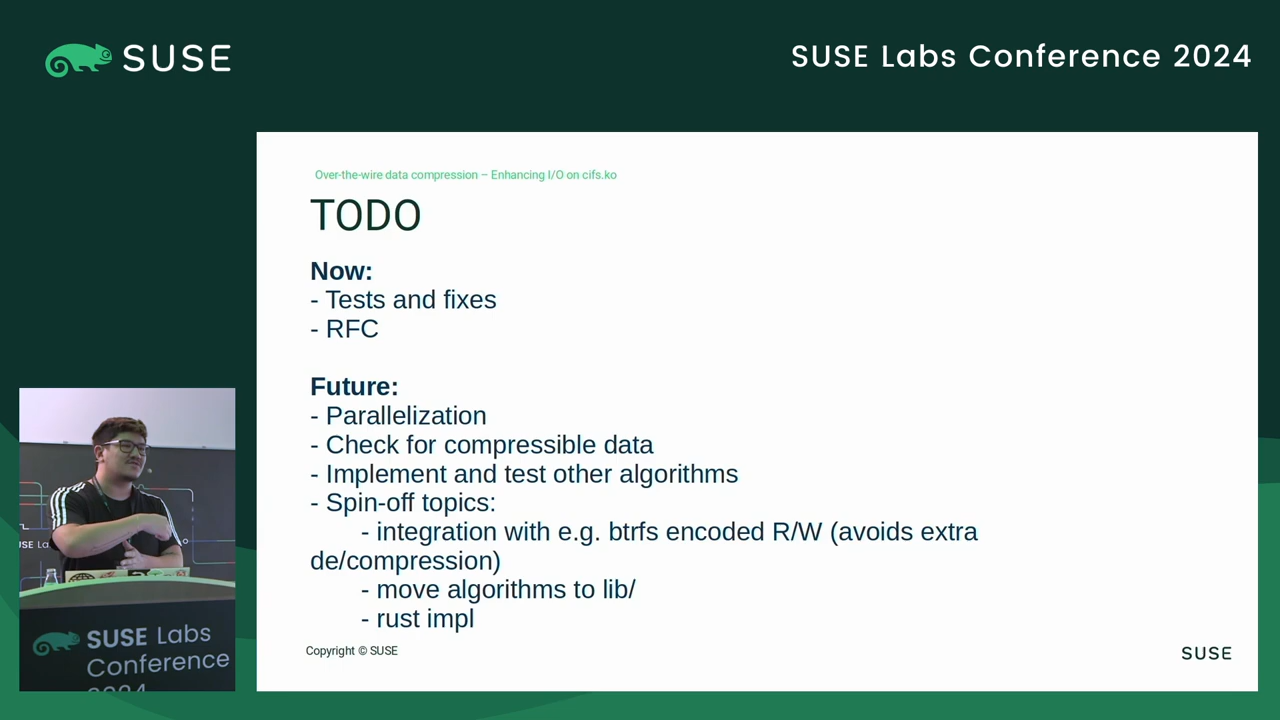 SUSE
SUSE Labs Conference 2024
Over-the-wire data compression – Enhancing I/O on cifs.ko
TODO
Now:
- Tests and fixes
- RFC
Future:
- Parallelization
- Check for compressible data
- Implement and test other algorithms
- Spin-off topics:
- integration with e.g. btrfs encoded R/W (avoids extra
de/compression)
- move algorithms to lib/
- rust impl
Copyright © SUSE
SUSE
SUSE Labs
Conference
2024